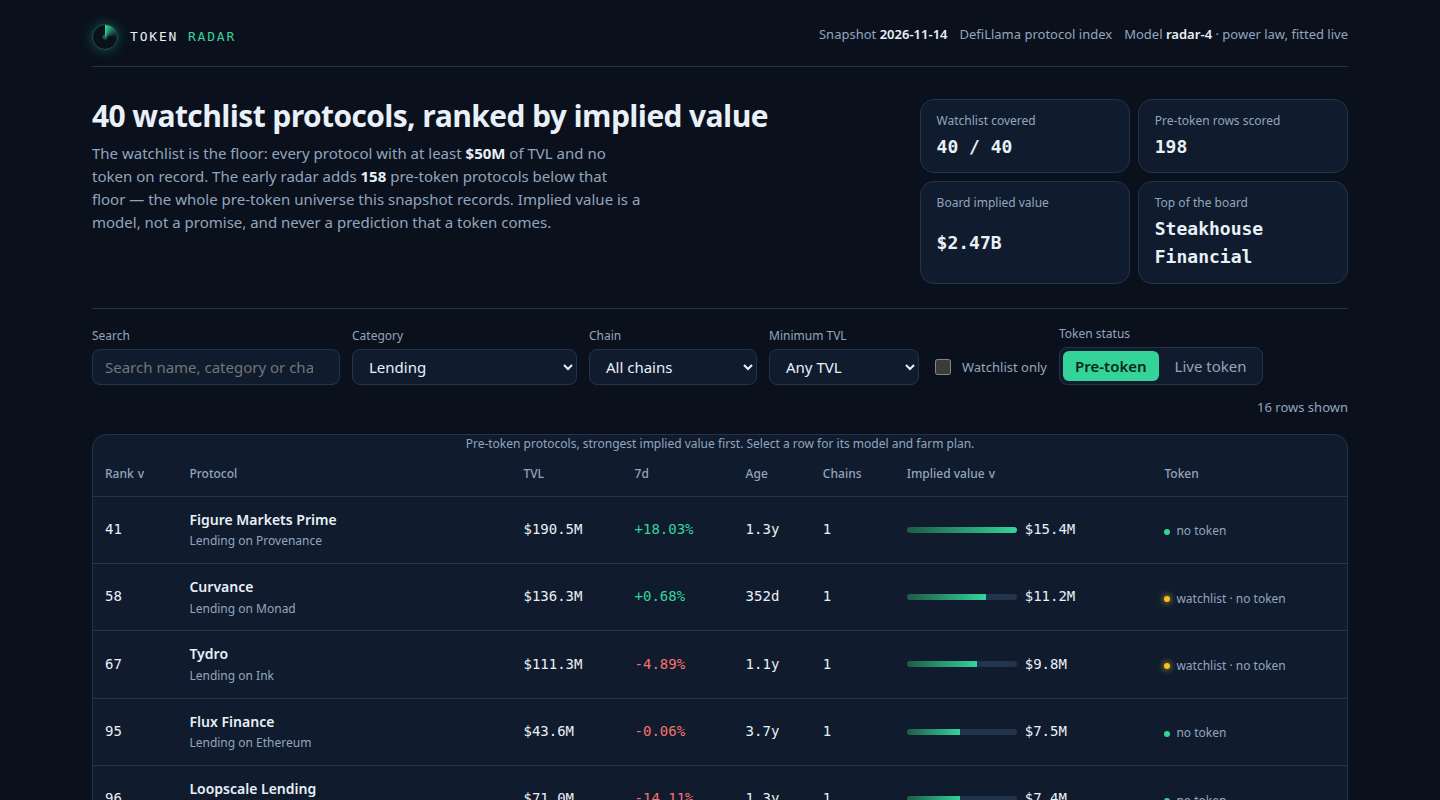 TOKEN RADAR
Snapshot 2026-11-14 DefiLlama protocol index Model radar-4 · power law, fitted live
40 watchlist protocols, ranked by implied value
The watchlist is the floor: every protocol with at least $50M of TVL and no
token on record. The early radar adds 158 pre-token protocols below that
floor — the whole pre-token universe this snapshot records. Implied value is a
model, not a promise, and never a prediction that a token comes.
Watchlist covered
40 / 40
Pre-token rows scored
198
Board implied value
$2.47B
Top of the board
Steakhouse
Financial
Search
Search name, category or cha
Category
Lending
Chain
All chains
Minimum TVL
Any TVL
Watchlist only
Token status
Pre-token Live token
16 rows shown
Pre-token protocols, strongest implied value first. Select a row for its model and farm plan.
Rank v Protocol TVL 7d Age Chains Implied value v Token
41 Figure Markets Prime $190.5M +18.03% 1.3y 1 $15.4M no token
Lending on Provenance
58 Curvance $136.3M +0.68% 352d 1 $11.2M watchlist · no token
Lending on Monad
67 Tydro $111.3M -4.89% 1.1y 1 $9.8M watchlist · no token
Lending on Ink
95 Flux Finance $43.6M -0.06% 3.7y 1 $7.5M no token
Lending on Ethereum
96 Loopscale Lending $71.0M -14.11% 1.3y 1 $7.4M no token